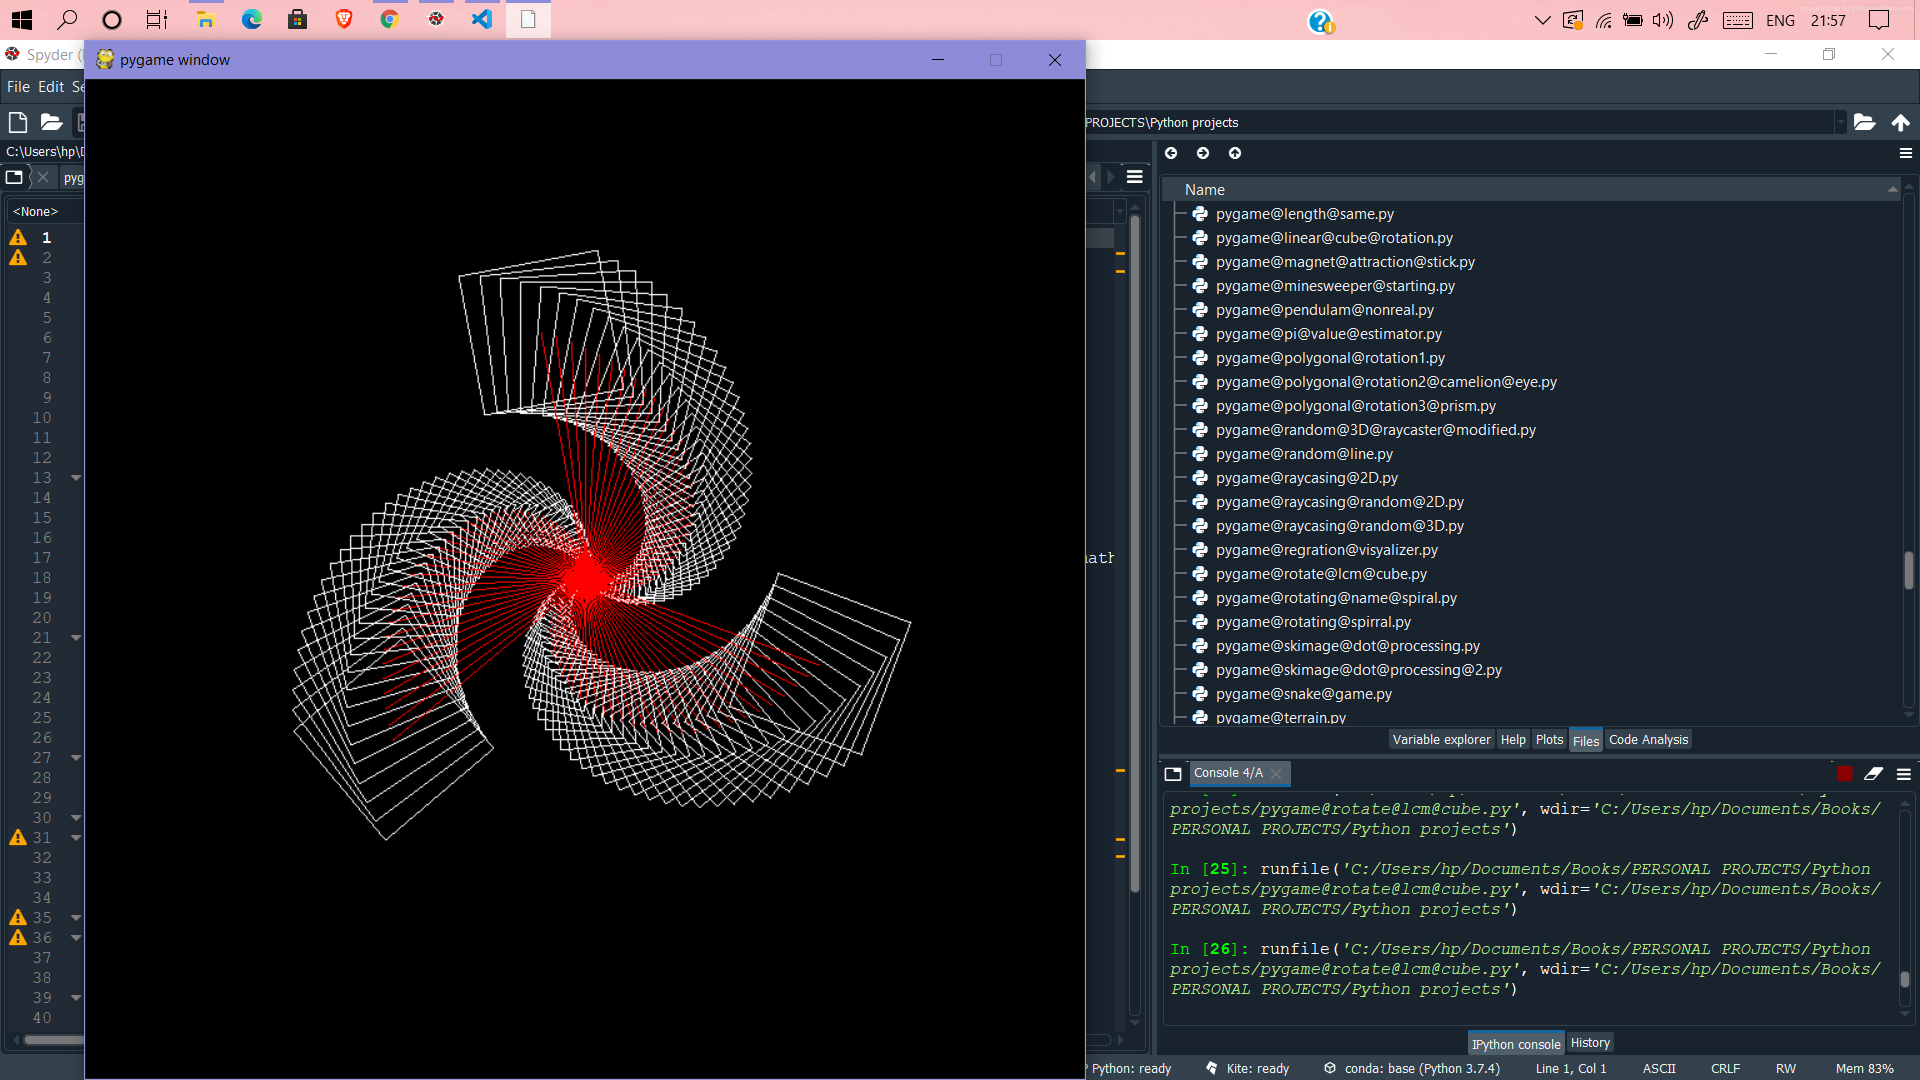 ENG
21:57
Spyder (
pygame window
File Edit Se
PROJECTS\Python projects
C:\Users\hp\D
pyg
<None>
Name
1
2
3
4
5
6
7
8
9
10
11
12
13
14
15
16
17
18
19
20
21
22
23
24
25
26
27
28
29
30
31
32
33
34
35
36
37
38
39
40
math
pygame@length@same.py
pygame@linear@cube@rotation.py
pygame@magnet@attraction@stick.py
pygame@minesweeper@starting.py
pygame@pendulam@nonreal.py
pygame@pi@value@estimator.py
pygame@polygonal@rotation1.py
pygame@polygonal@rotation2@camelion@eye.py
pygame@polygonal@rotation3@prism.py
pygame@random@3D@raycaster@modified.py
pygame@random@line.py
pygame@raycasing@2D.py
pygame@raycasing@random@2D.py
pygame@raycasing@random@3D.py
pygame@regration@visyalizer.py
pygame@rotate@lcm@cube.py
pygame@rotating@name@spiral.py
pygame@rotating@spirral.py
pygame@skimage@dot@processing.py
pygame@skimage@dot@processing@2.py
pygame@snake@game.py
pygame@terrain.py
Variable explorer Help Plots Files Code Analysis
Console 4/A
projects/pygame@rotate@lcm@cube.py', wdir='C:/Users/hp/Documents/Books/
PERSONAL PROJECTS/Python projects')
In [25]: runfile('C:/Users/hp/Documents/Books/PERSONAL PROJECTS/Python
projects/pygame@rotate@lcm@cube.py', wdir='C:/Users/hp/Documents/Books/
PERSONAL PROJECTS/Python projects')
In [26]: runfile('C:/Users/hp/Documents/Books/PERSONAL PROJECTS/Python
projects/pygame@rotate@lcm@cube.py', wdir='C:/Users/hp/Documents/Books/
PERSONAL PROJECTS/Python projects')
IPython console History
Python: ready Kite: ready conda: base (Python 3.7.4) Line 1, Col 1 ASCII CRLF RW Mem 83%